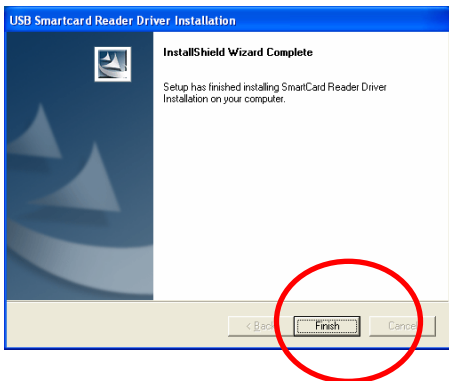 USB Smartcard Reader Driver Installation
InstallShield Wizard Complete
Setup has finished installing SmartCard Reader Driver
Installation on your computer.
< Back Finish Cancel